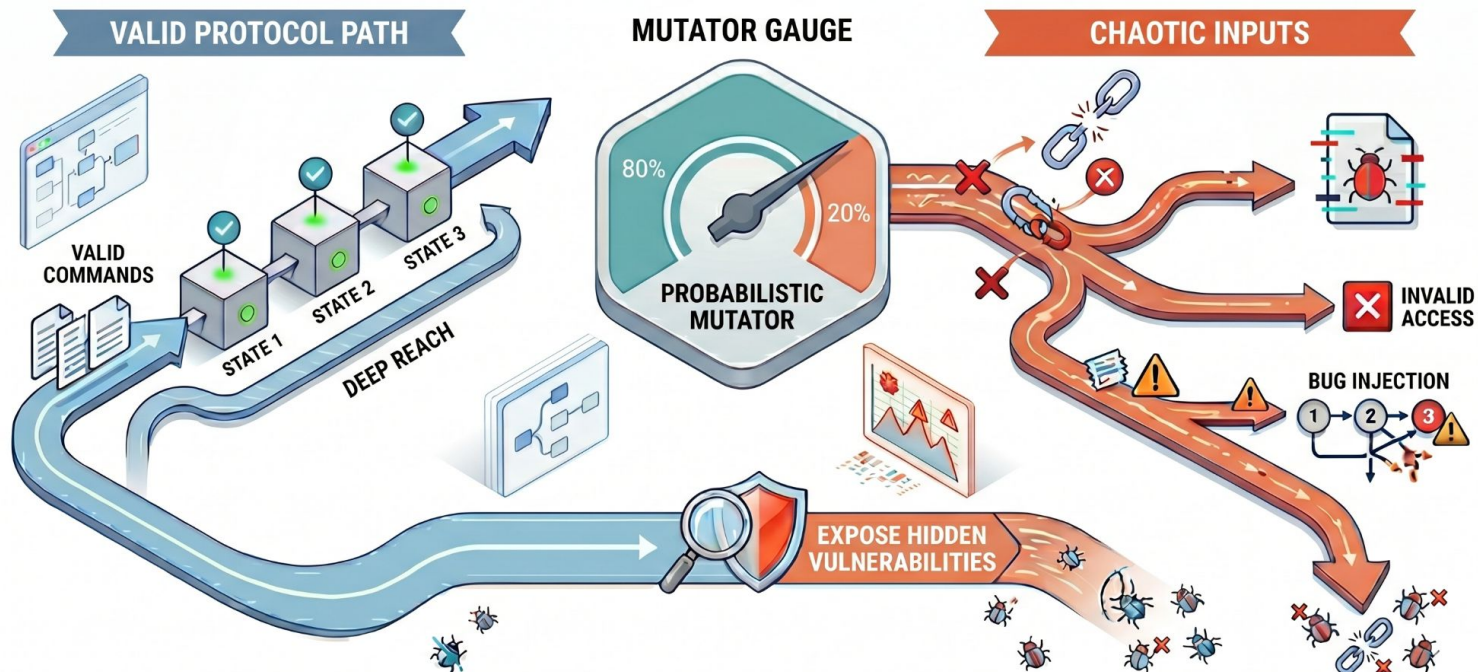 VALID PROTOCOL PATH
MUTATOR GAUGE
CHAOTIC INPUTS
80%
20%
PROBABILISTIC
MUTATOR
VALID
COMMANDS
STATE 1
STATE 2
STATE 3
DEEP REACH
INVALID
ACCESS
BUG INJECTION
1
2
3
EXPOSE HIDDEN
VULNERABILITIES